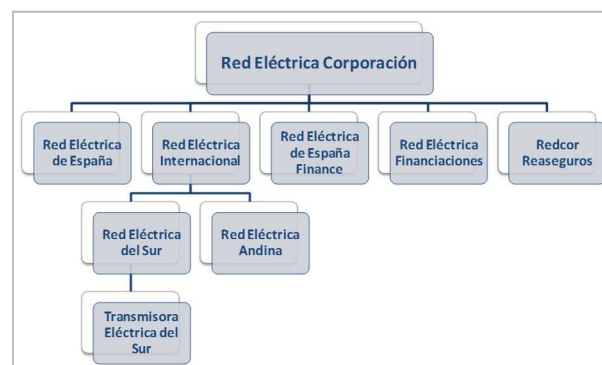 Red Eléctrica Corporación
Red Eléctrica
de España
Red Eléctrica
Internacional
Red Eléctrica
de España
Finance
Red Eléctrica
Financiaciones
Redcor
Reaseguros
Red Eléctrica
del Sur
Red Eléctrica
Andina
Transmisora
Eléctrica del
Sur